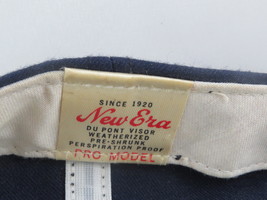 SINCE 1920
New Era
DU PONT VISOR
WEATHERIZED
PRE-SHRUNK
PERSPIRATION PROOF
PRO MODEL